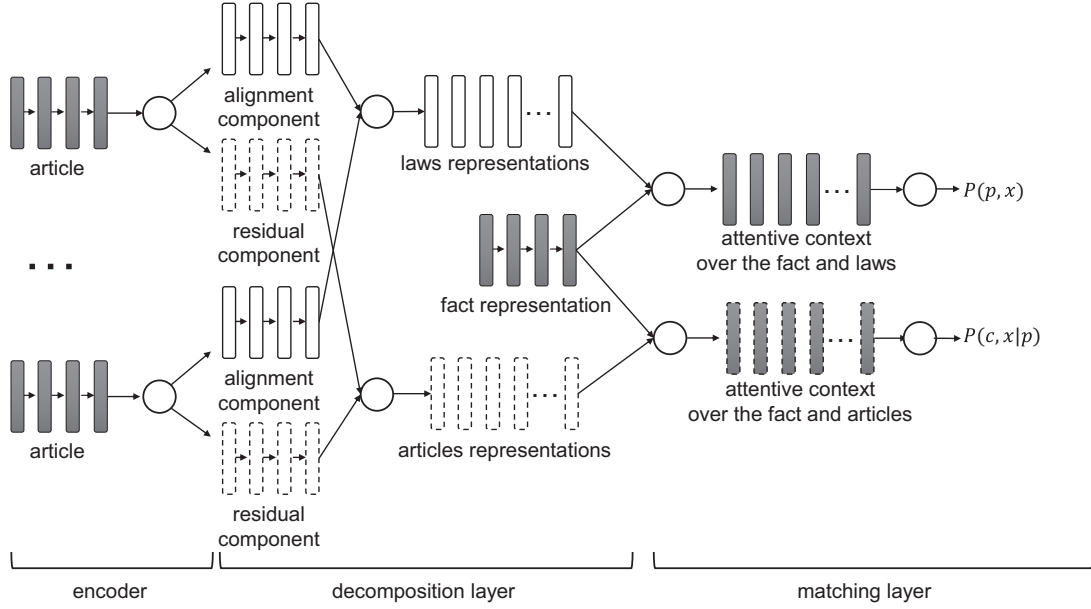 article
alignment
component
residual
component
...
alignment
component
article
residual
component
...
laws representations
fact representation
...
articles representations
...
attentive context
over the fact and laws
P(p, x)
...
attentive context
over the fact and articles
P(c, x|p)
encoder
decomposition layer
matching layer